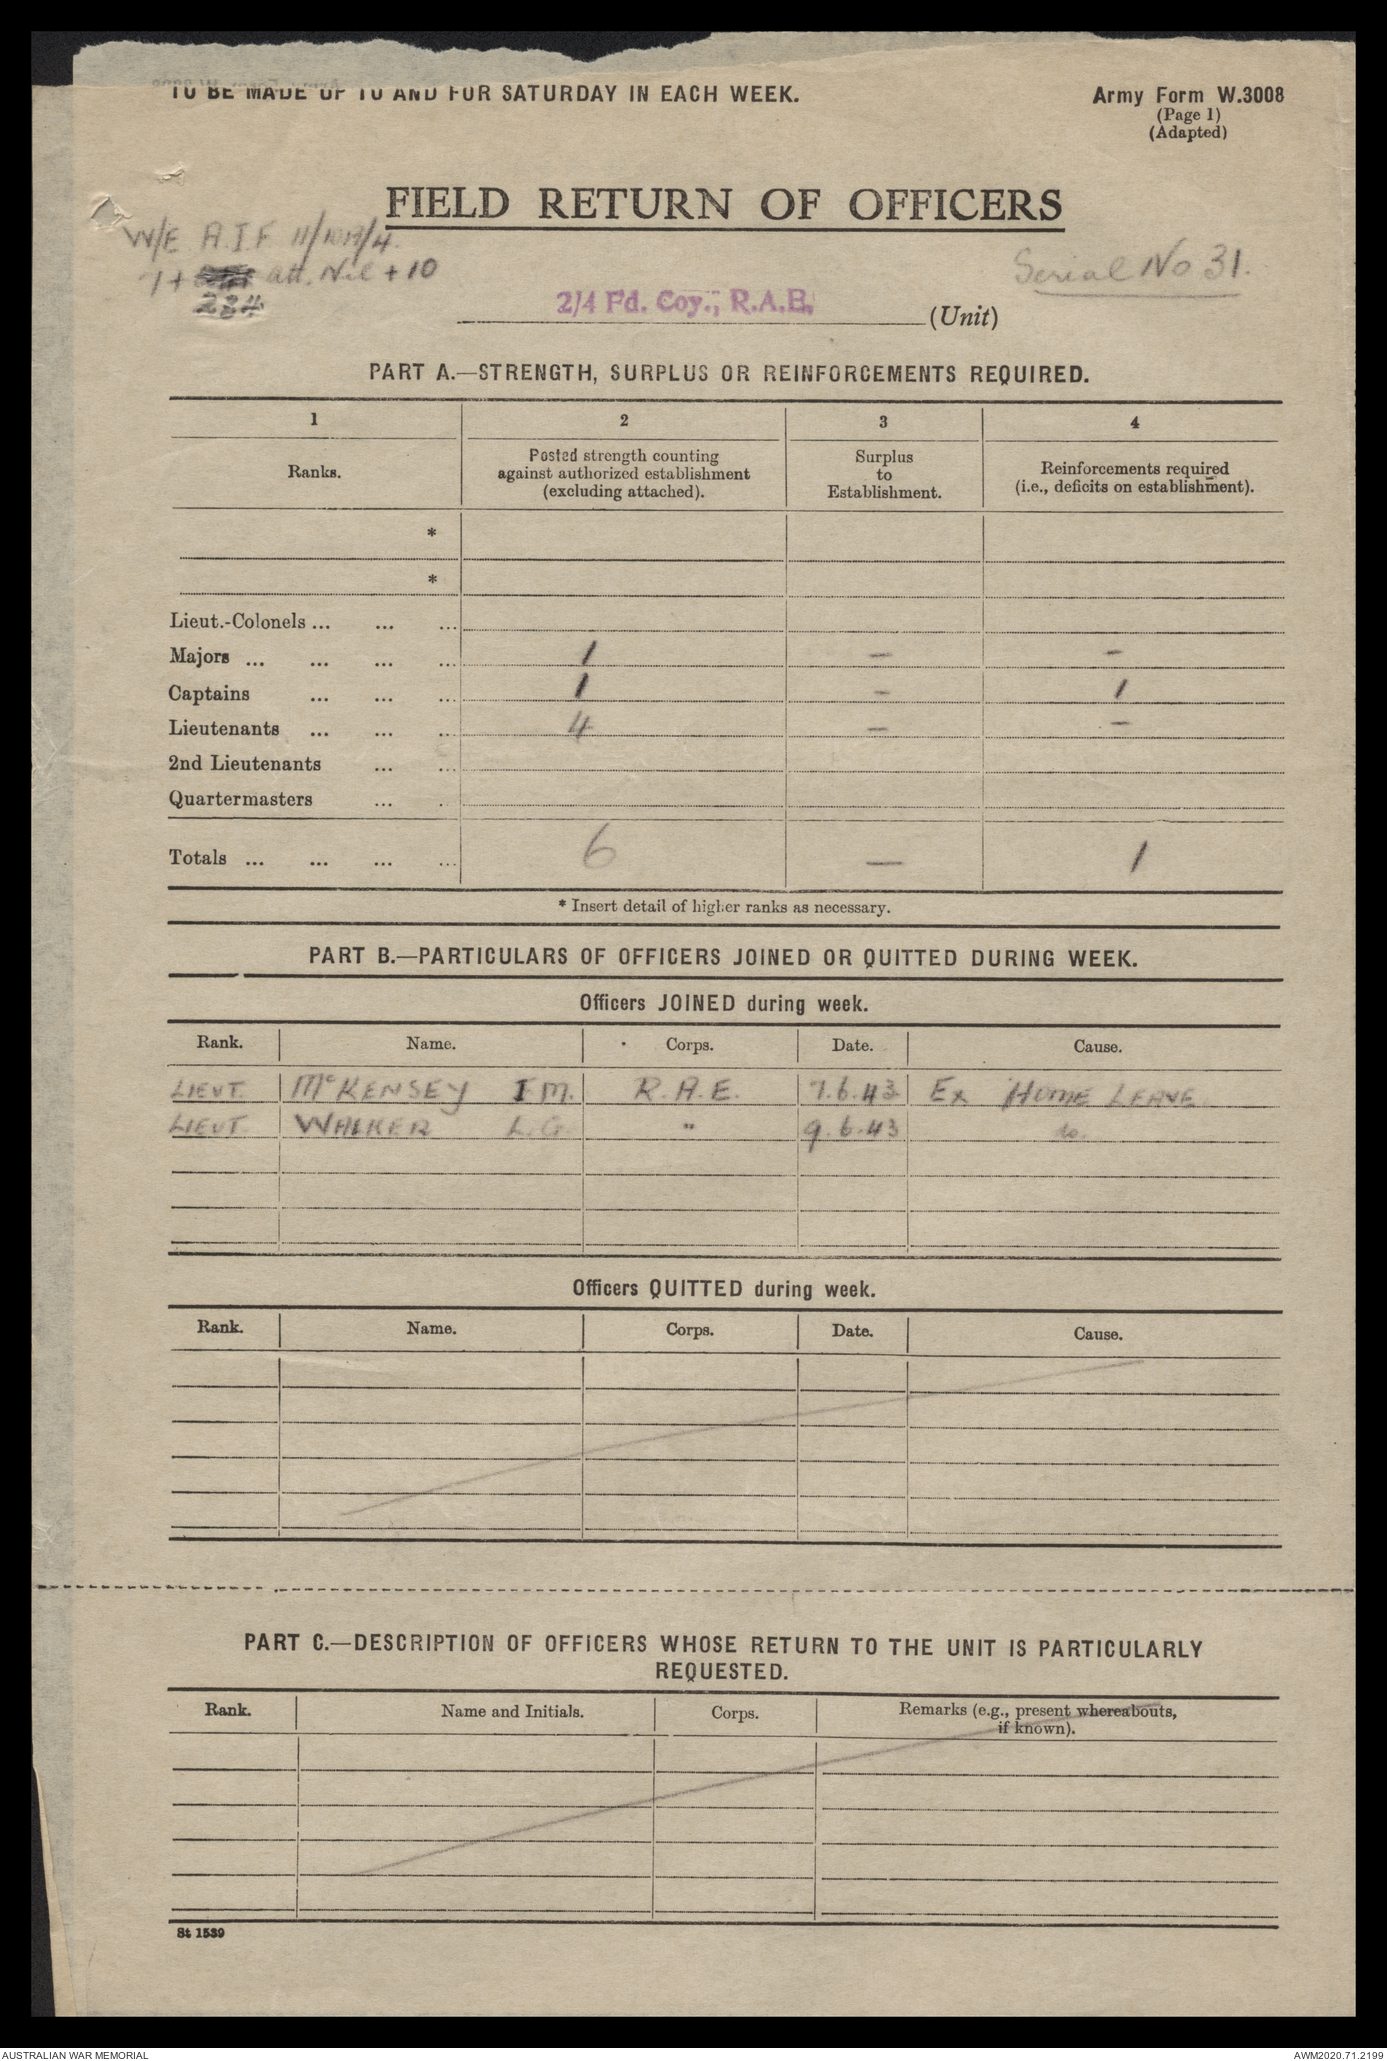 TO BE MADE UP TO AND FOR SATURDAY IN EACH WEEK.
Army Form W.3008
(Page 1)
(Adapted)
FIELD RETURN OF OFFICERS
W/E A.I.F. 11/
7 + att. Nil + 10
234
Serial No 31.
2/4 Fd. Coy., R.A.E. (Unit)
PART A.—STRENGTH, SURPLUS OR REINFORCEMENTS REQUIRED.
1 2 3 4
Ranks. Posted strength counting against authorized establishment (excluding attached). Surplus to Establishment. Reinforcements required (i.e., deficits on establishment).
*
*
Lieut.-Colonels ... ... ...
Majors ... ... ... ... 1 — —
Captains ... ... ... 1 — 1
Lieutenants ... ... ... 4 — —
2nd Lieutenants ... ...
Quartermasters ... .
Totals ... ... ... ... 6 — 1
* Insert detail of higher ranks as necessary.
PART B.—PARTICULARS OF OFFICERS JOINED OR QUITTED DURING WEEK.
Officers JOINED during week.
Rank. Name. Corps. Date. Cause.
LIEUT. McKENSEY I.M. R.A.E. 7.6.43 Ex HOME LEAVE
LIEUT. WALKER L.G. " 9.6.43 do.
Officers QUITTED during week.
Rank. Name. Corps. Date. Cause.
PART C.—DESCRIPTION OF OFFICERS WHOSE RETURN TO THE UNIT IS PARTICULARLY
REQUESTED.
Rank. Name and Initials. Corps. Remarks (e.g., present whereabouts, if known).
St 1539
AUSTRALIAN WAR MEMORIAL
AWM2020.71.2199